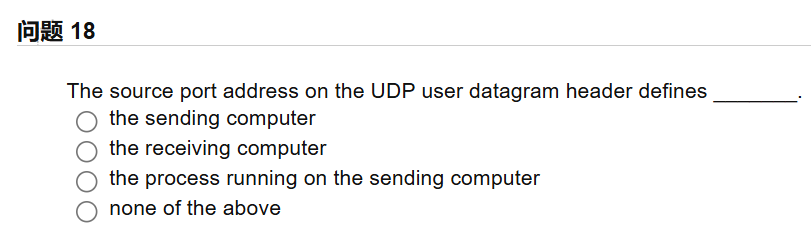 问题 18
The source port address on the UDP user datagram header defines ________.
the sending computer
the receiving computer
the process running on the sending computer
none of the above